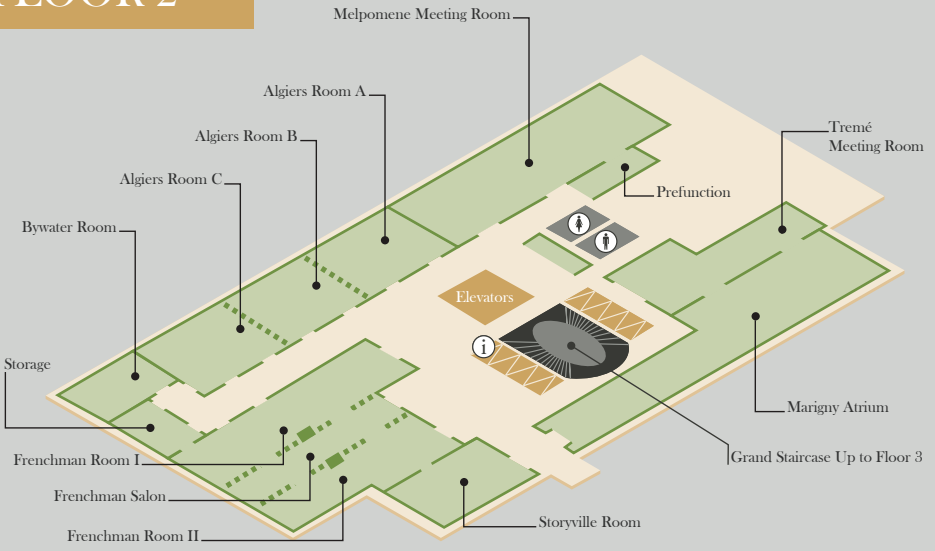 FLOOR 2
Melpomene Meeting Room
Algiers Room A
Algiers Room B
Algiers Room C
Bywater Room
Storage
Frenchman Room I
Frenchman Salon
Frenchman Room II
Tremé
Meeting Room
Prefunction
Elevators
i
Marigny Atrium
Grand Staircase Up to Floor 3
Storyville Room